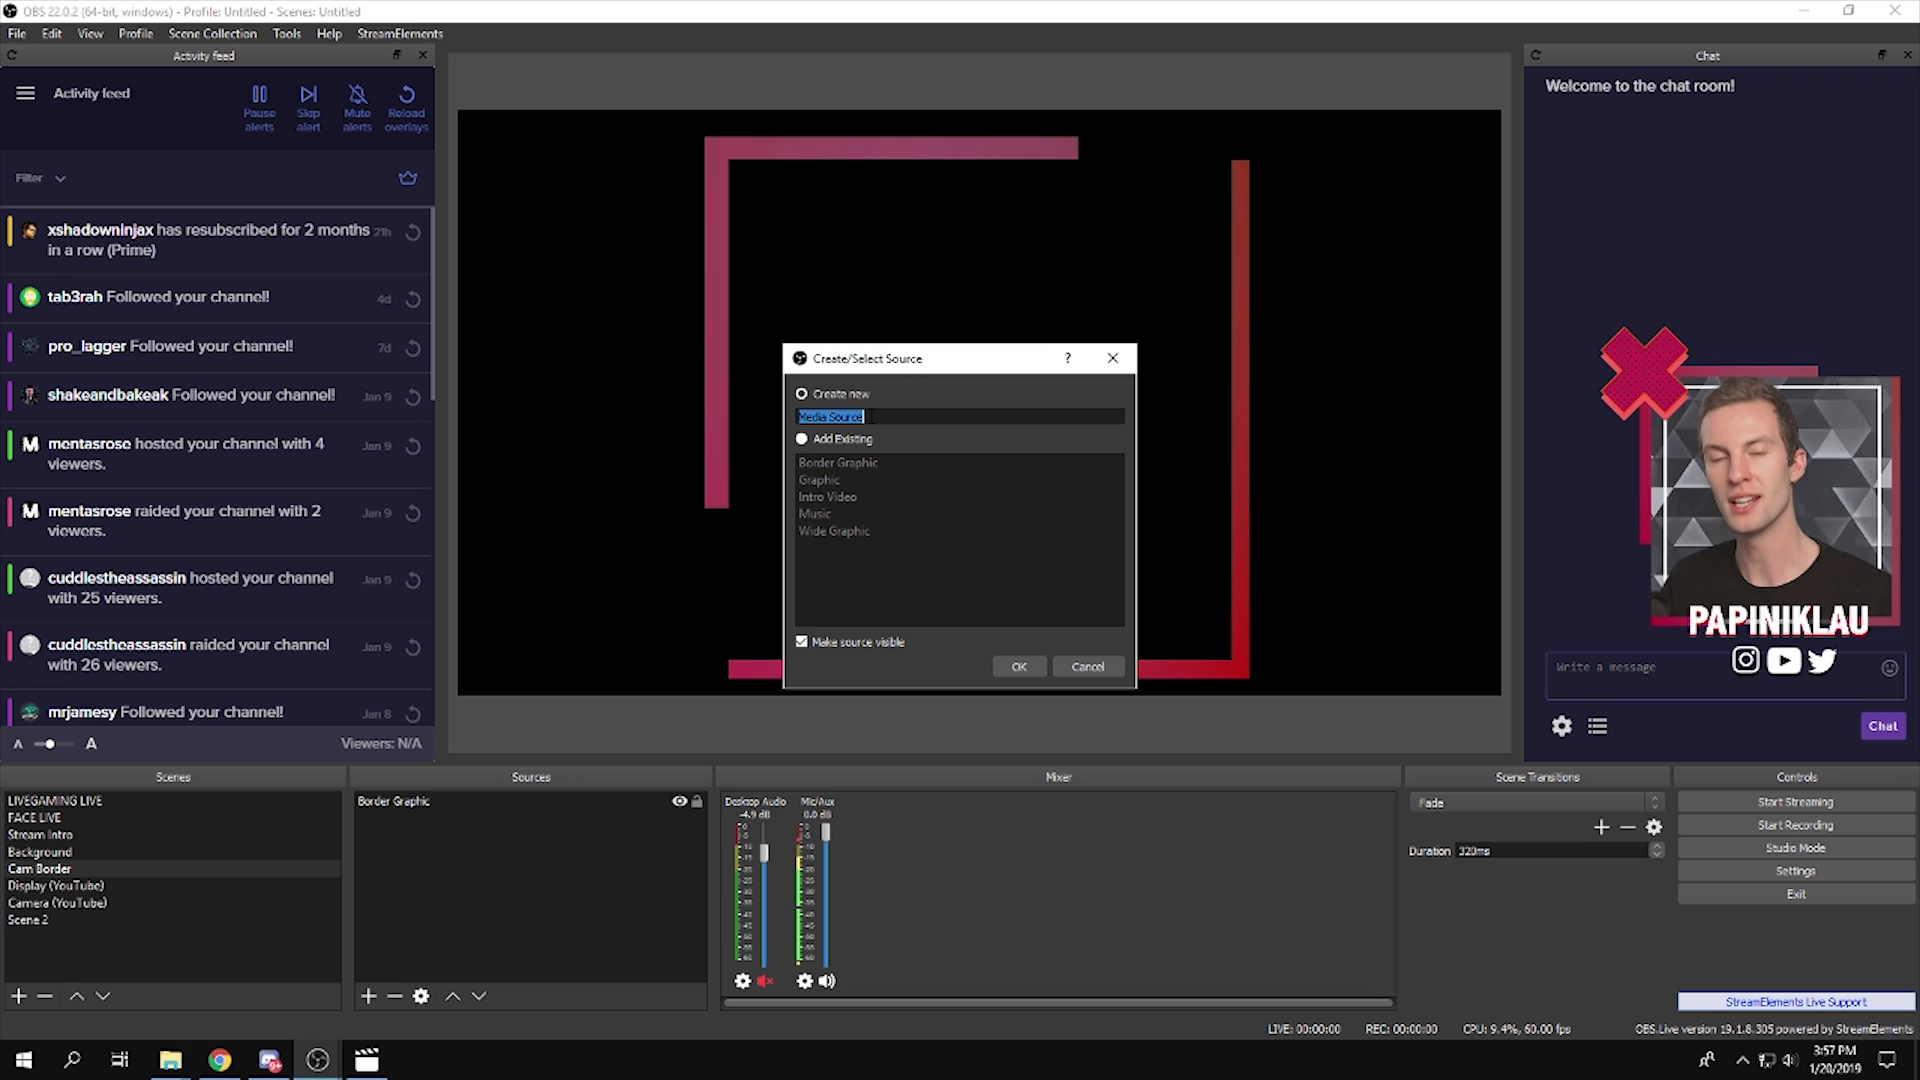 OBS 22.0.2 (64-bit, windows) - Profile: Untitled - Scenes: Untitled
File Edit View Profile Scene Collection Tools Help StreamElements
Activity feed
Activity feed
Pause alerts
Skip alert
Mute alerts
Reload overlays
Filter
xshadowninjax has resubscribed for 2 months 21h
in a row (Prime)
tab3rah Followed your channel! 4d
pro_lagger Followed your channel! 7d
shakeandbakeak Followed your channel! Jan 9
mentasrose hosted your channel with 4 Jan 9
viewers.
mentasrose raided your channel with 2 Jan 9
viewers.
cuddlestheassassin hosted your channel Jan 9
with 25 viewers.
cuddlestheassassin raided your channel Jan 9
with 26 viewers.
mrjamesy Followed your channel! Jan 8
A A Viewers: N/A
Create/Select Source ?
Create new
Media Source
Add Existing
Border Graphic
Graphic
Intro Video
Music
Wide Graphic
Make source visible
OK Cancel
Chat
Welcome to the chat room!
PAPINIKLAU
Write a message
Chat
Scenes
LIVEGAMING LIVE
FACE LIVE
Stream Intro
Background
Cam Border
Display (YouTube)
Camera (YouTube)
Scene 2
Sources
Border Graphic
Mixer
Desktop Audio Mic/Aux
-4.9 dB 0.0 dB
Scene Transitions
Fade
Duration 320ms
Controls
Start Streaming
Start Recording
Studio Mode
Settings
Exit
StreamElements Live Support
LIVE: 00:00:00 REC: 00:00:00 CPU: 9.4%, 60.00 fps OBS.Live version 19.1.8.305 powered by StreamElements
3:57 PM
1/20/2019